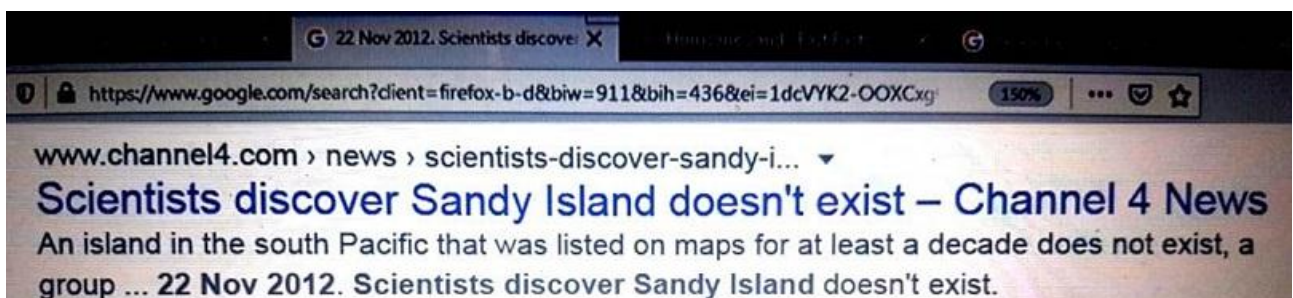 22 Nov 2012. Scientists discover
https://www.google.com/search?client=firefox-b-d&biw=911&bih=436&ei=1dcVYK2-OOXCxg
150%
www.channel4.com › news › scientists-discover-sandy-i...
Scientists discover Sandy Island doesn't exist – Channel 4 News
An island in the south Pacific that was listed on maps for at least a decade does not exist, a
group ... 22 Nov 2012. Scientists discover Sandy Island doesn't exist.